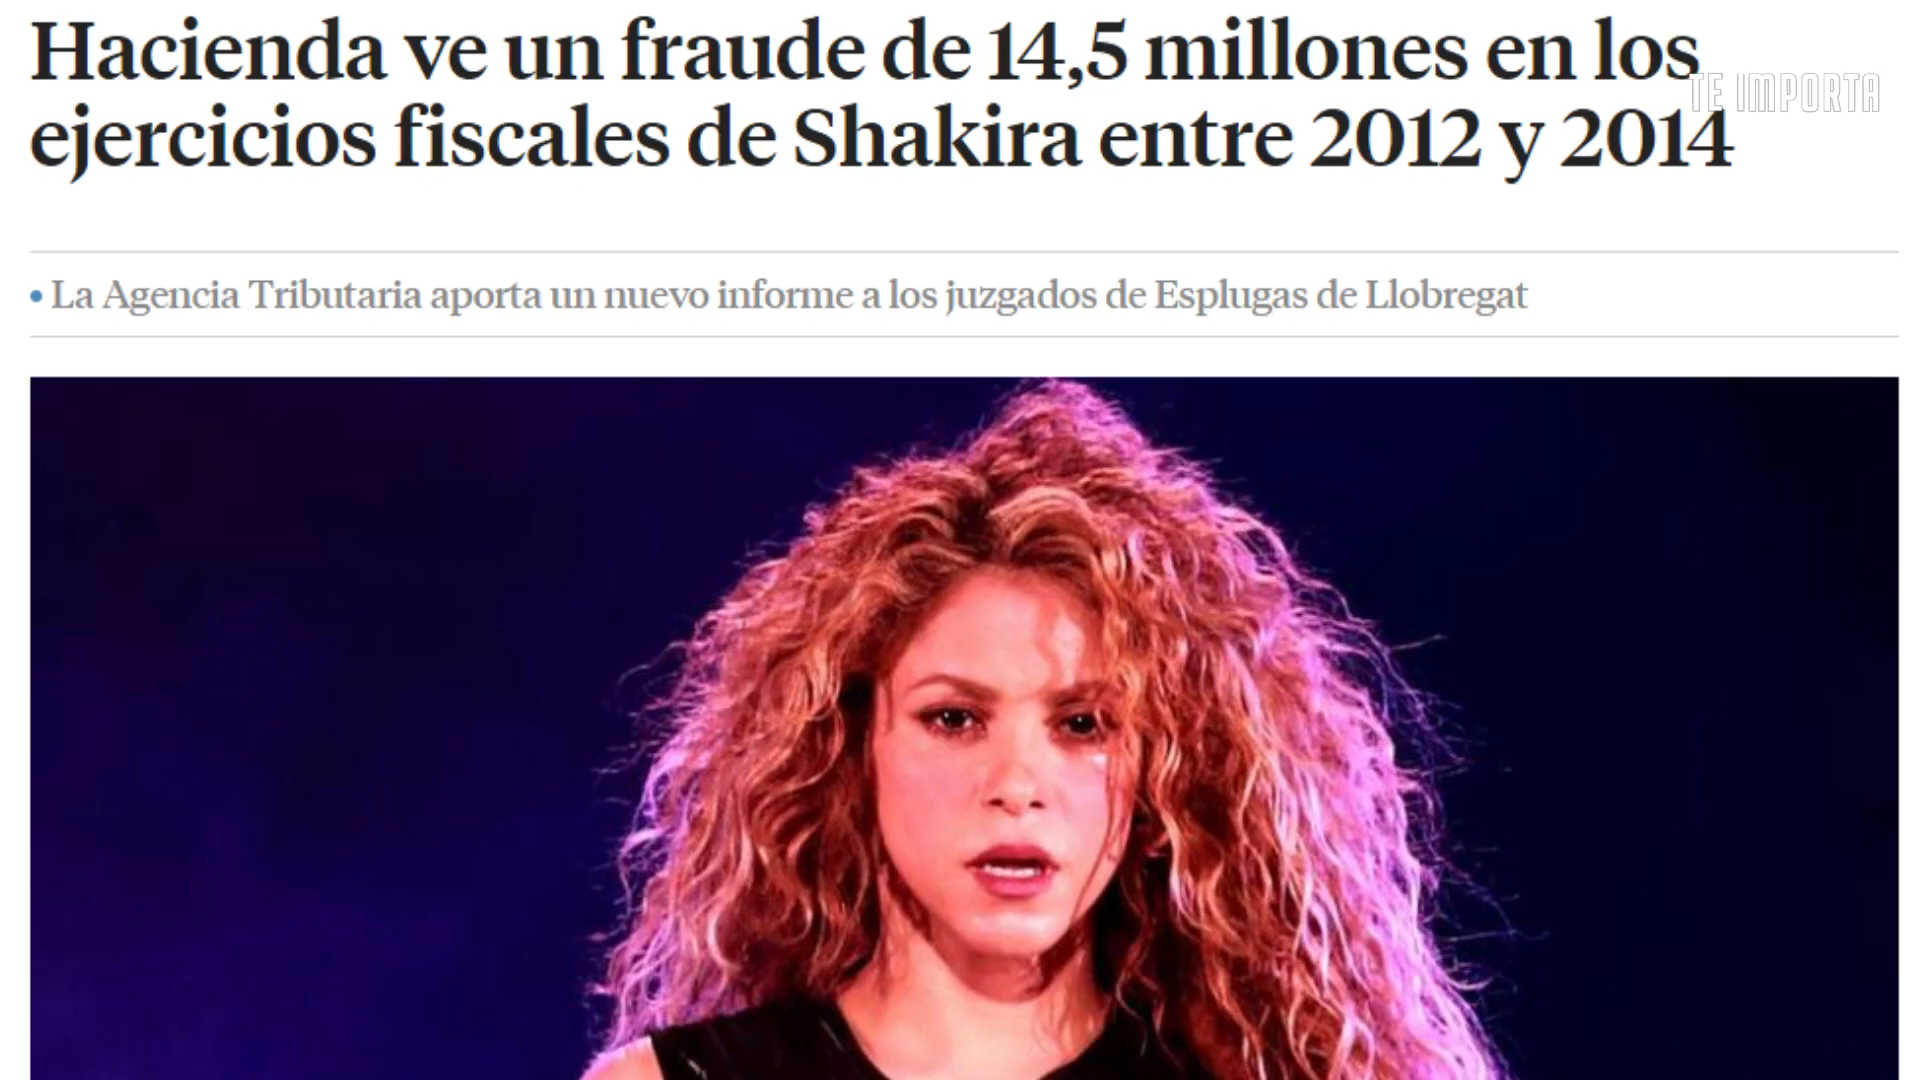 Hacienda ve un fraude de 14,5 millones en los
TE IMPORTA
ejercicios fiscales de Shakira entre 2012 y 2014
• La Agencia Tributaria aporta un nuevo informe a los juzgados de Esplugas de Llobregat